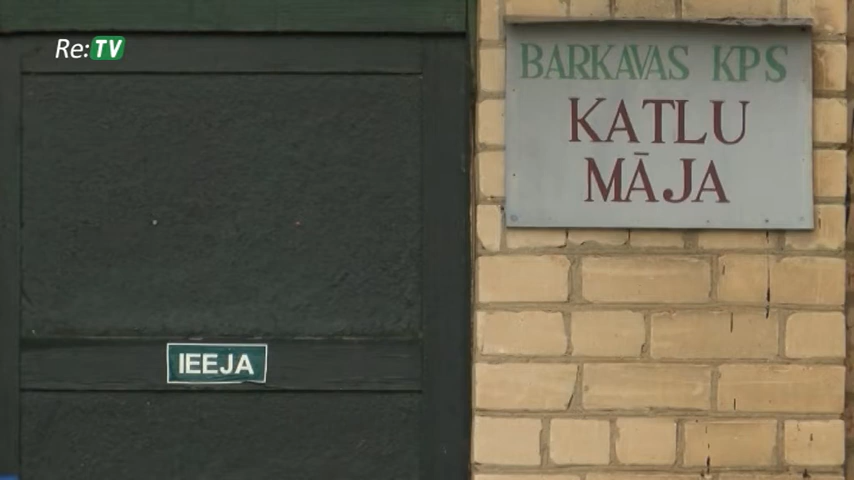 Re:TV
BARKAVAS KPS
KATLU
MĀJA
IEEJA